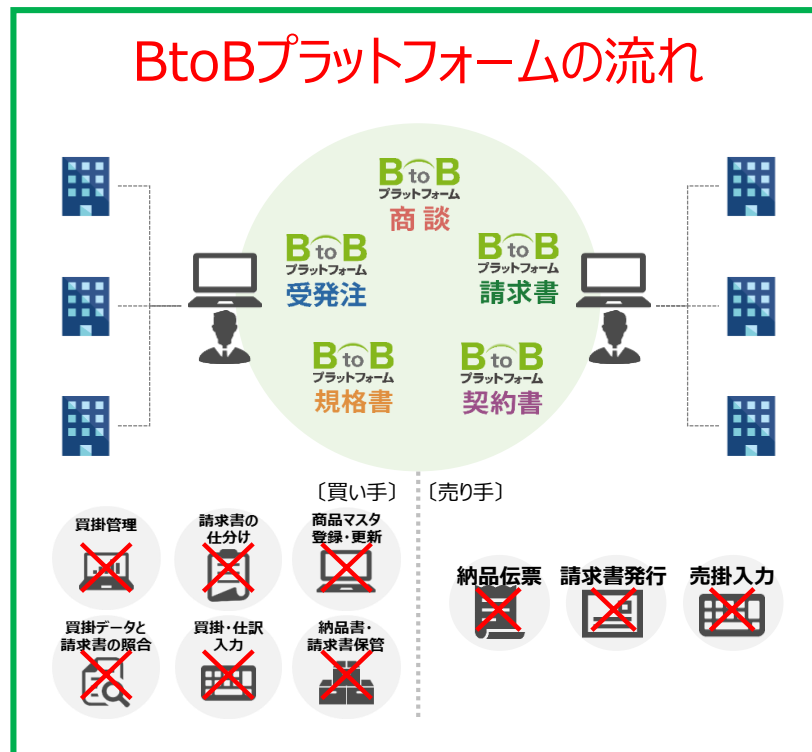 BtoBプラットフォームの流れ
BtoB
プラットフォーム
商談
BtoB
プラットフォーム
受発注
BtoB
プラットフォーム
請求書
BtoB
プラットフォーム
規格書
BtoB
プラットフォーム
契約書
〔買い手〕
〔売り手〕
買掛管理
請求書の
仕分け
商品マスタ
登録・更新
買掛データと
請求書の照合
買掛・仕訳
入力
納品書・
請求書保管
納品伝票
請求書発行
売掛入力